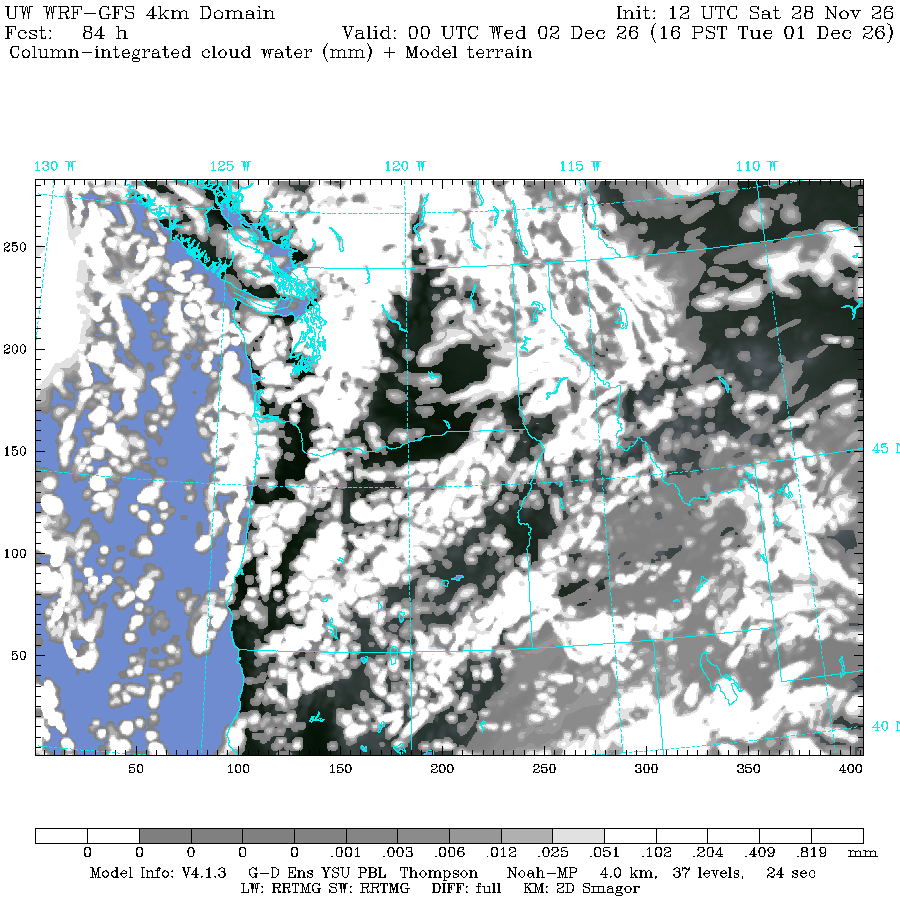 UW WRF-GFS 4km Domain Init: 12 UTC Sat 28 Nov 26
Fcst: 84 h Valid: 00 UTC Wed 02 Dec 26 (16 PST Tue 01 Dec 26)
Column-integrated cloud water (mm) + Model terrain
130 W 125 W 120 W 115 W 110 W
250
200
150 45 N
100
50
40 N
50 100 150 200 250 300 350 400
0 0 0 0 0 .001 .003 .006 .012 .025 .051 .102 .204 .409 .819 mm
Model Info: V4.1.3 G-D Ens YSU PBL Thompson Noah-MP 4.0 km, 37 levels, 24 sec
LW: RRTMG SW: RRTMG DIFF: full KM: 2D Smagor